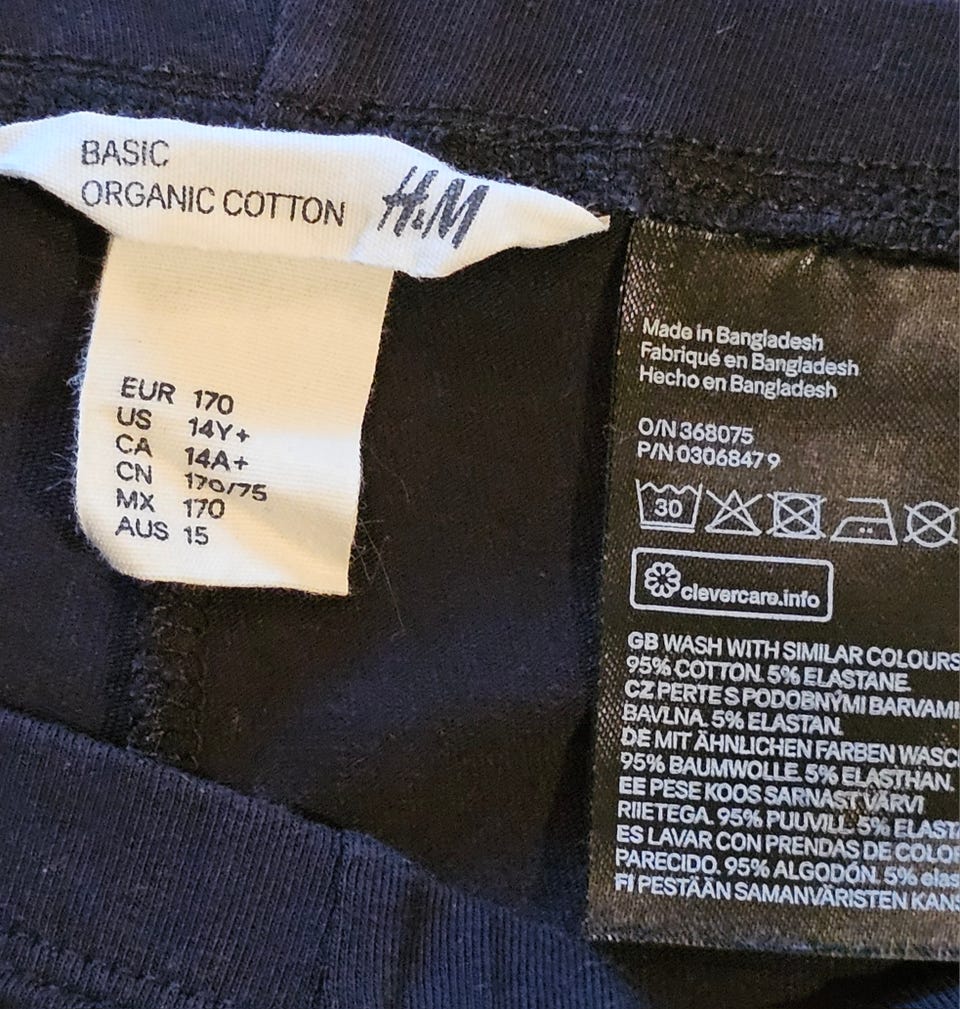 BASIC
ORGANIC COTTON
H&M
EUR 170
US 14Y+
CA 14A+
CN 170/75
MX 170
AUS 15
Made in Bangladesh
Fabriqué en Bangladesh
Hecho en Bangladesh
O/N 368075
P/N 0306847 9
30
clevercare.info
GB WASH WITH SIMILAR COLOURS
95% COTTON. 5% ELASTANE.
CZ PERTE S PODOBNÝMI BARVAMI
BAVLNA. 5% ELASTAN.
DE MIT ÄHNLICHEN FARBEN WASC
95% BAUMWOLLE. 5% ELASTHAN.
EE PESE KOOS SARNAST VÄRVI
RIIETEGA. 95% PUUVILL. 5% ELAST
ES LAVAR CON PRENDAS DE COLO
PARECIDO. 95% ALGODÓN. 5% elas
FI PESTÄÄN SAMANVÄRISTEN KANS